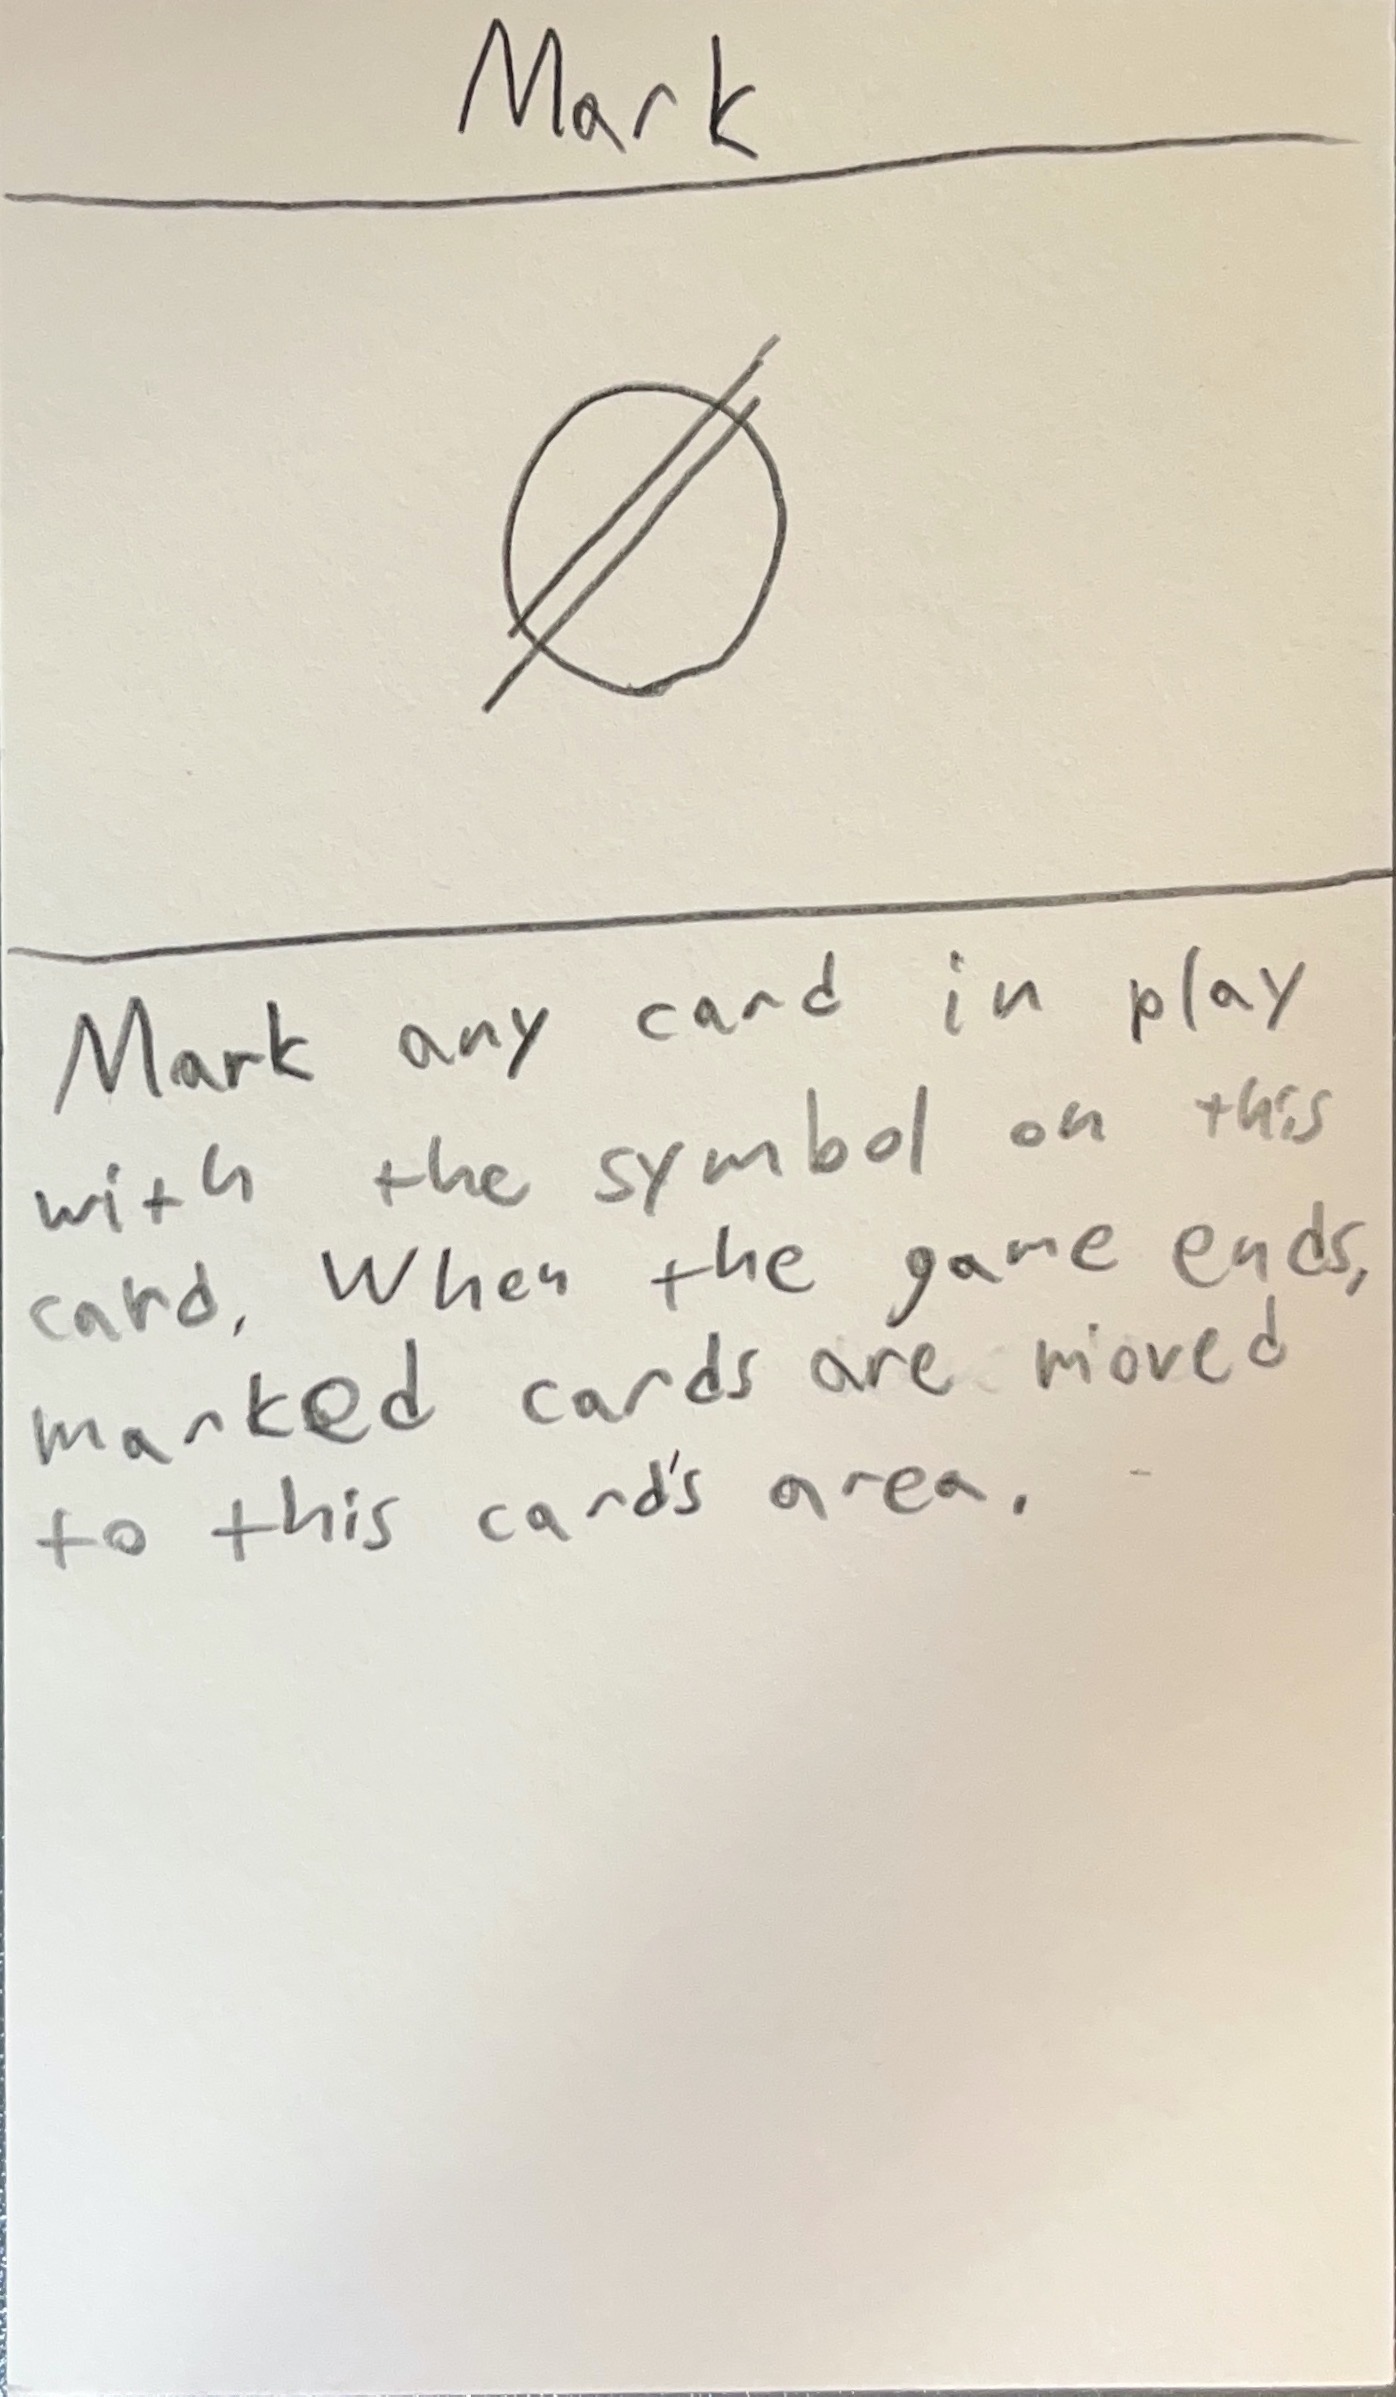 Mark
Mark any card in play
with the symbol on this
card. When the game ends,
marked cards are moved
to this card's area.